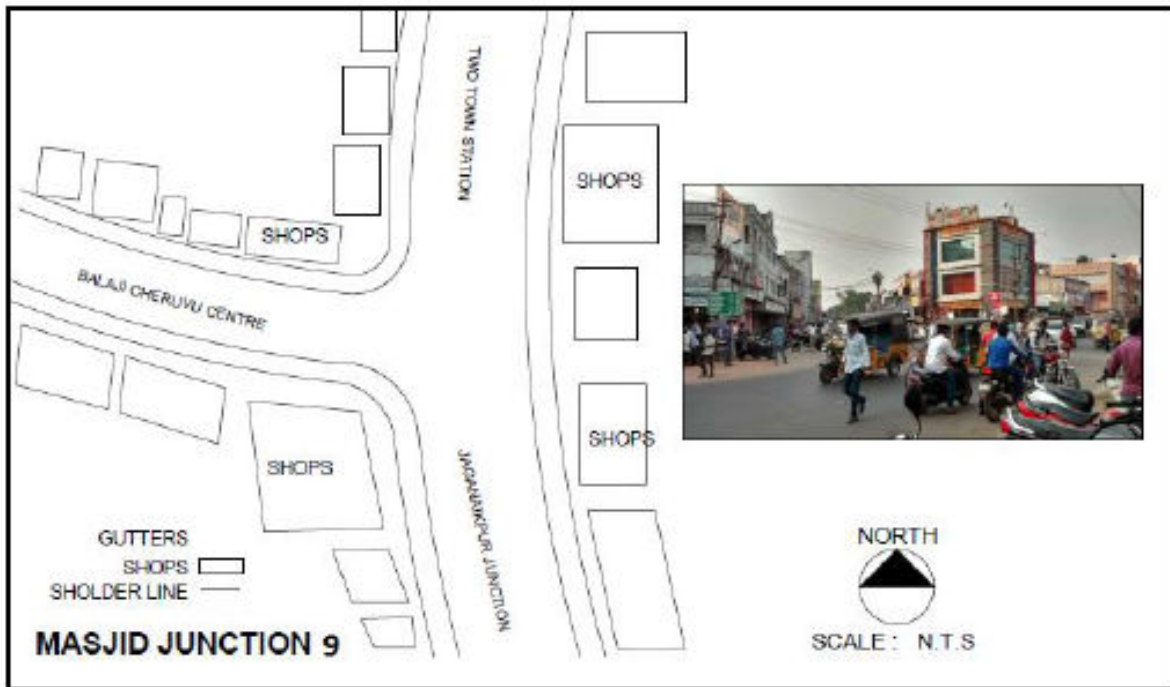 TWO TOWN STATION
SHOPS
SHOPS
BALAJI CHERUVU CENTRE
SHOPS
SHOPS
JAGANAIKPUR JUNCTION
GUTTERS
SHOPS
SHOLDER LINE
MASJID JUNCTION 9
NORTH
SCALE : N.T.S